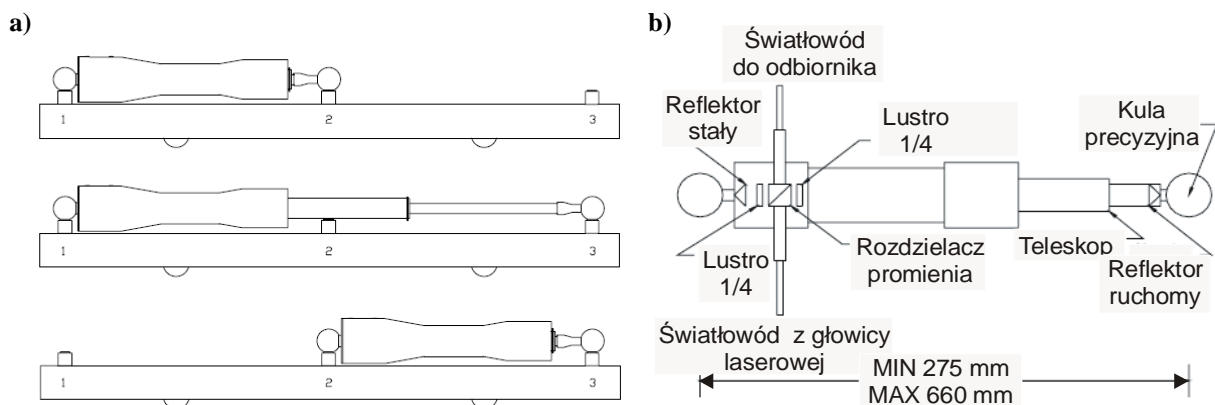 a)
1 2 3
1 2 3
1 2 3
b)
Światłowód
do odbiornika
Reflektor
stały
Lustro
1/4
Kula
precyzyjna
Lustro
1/4
Rozdzielacz
promienia
Teleskop
Reflektor
ruchomy
Światłowód z głowicy
laserowej
MIN 275 mm
MAX 660 mm